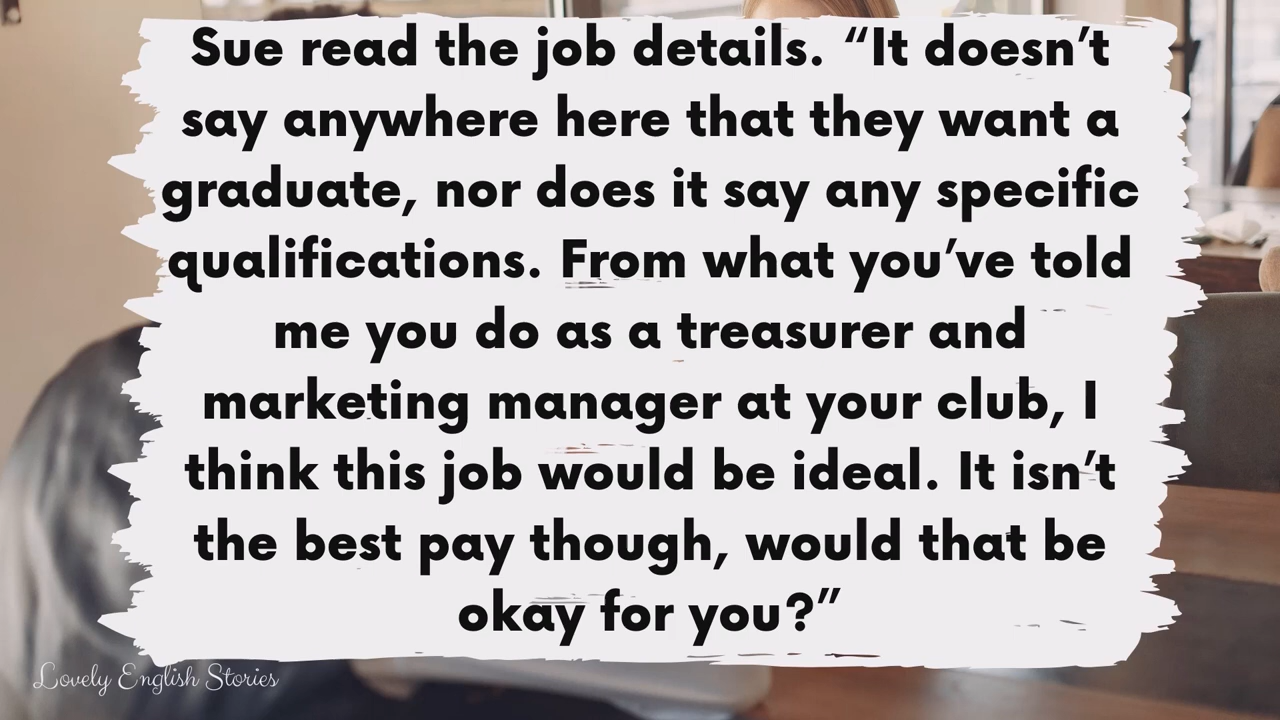 Sue read the job details. “It doesn’t
say anywhere here that they want a
graduate, nor does it say any specific
qualifications. From what you’ve told
me you do as a treasurer and
marketing manager at your club, I
think this job would be ideal. It isn’t
the best pay though, would that be
okay for you?”
Lovely English Stories